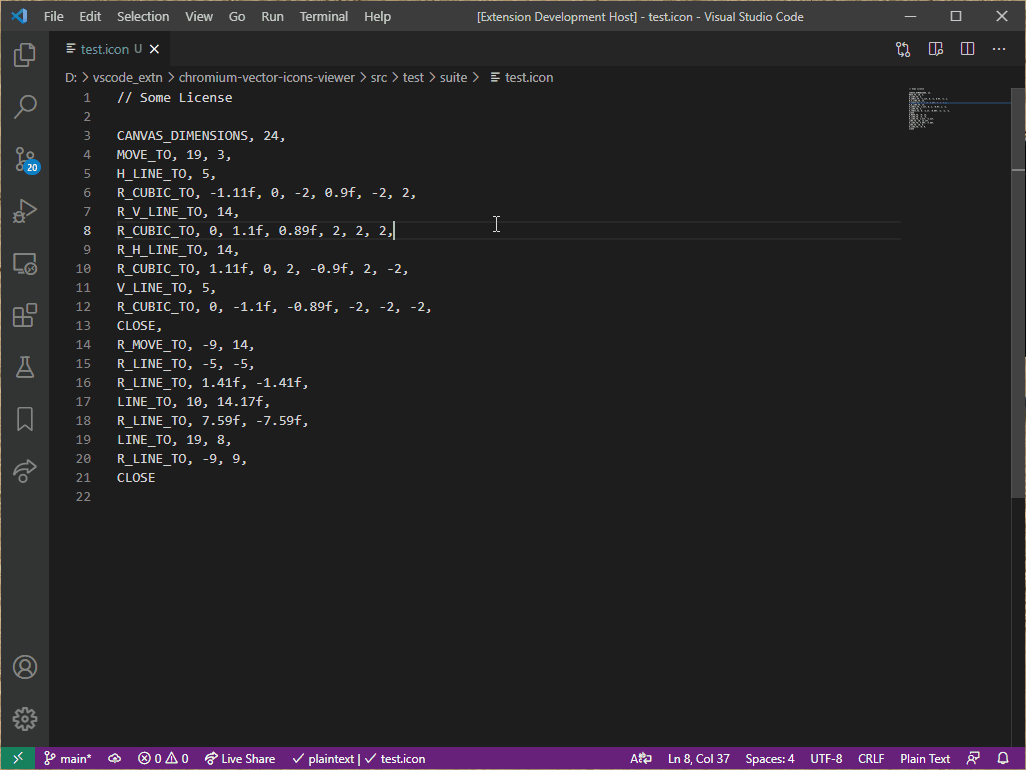 File Edit Selection View Go Run Terminal Help [Extension Development Host] - test.icon - Visual Studio Code
test.icon U
D: > vscode_extn > chromium-vector-icons-viewer > src > test > suite > test.icon
1 // Some License
2
3 CANVAS_DIMENSIONS, 24,
4 MOVE_TO, 19, 3,
5 H_LINE_TO, 5,
6 R_CUBIC_TO, -1.11f, 0, -2, 0.9f, -2, 2,
7 R_V_LINE_TO, 14,
8 R_CUBIC_TO, 0, 1.1f, 0.89f, 2, 2, 2,
9 R_H_LINE_TO, 14,
10 R_CUBIC_TO, 1.11f, 0, 2, -0.9f, 2, -2,
11 V_LINE_TO, 5,
12 R_CUBIC_TO, 0, -1.1f, -0.89f, -2, -2, -2,
13 CLOSE,
14 R_MOVE_TO, -9, 14,
15 R_LINE_TO, -5, -5,
16 R_LINE_TO, 1.41f, -1.41f,
17 LINE_TO, 10, 14.17f,
18 R_LINE_TO, 7.59f, -7.59f,
19 LINE_TO, 19, 8,
20 R_LINE_TO, -9, 9,
21 CLOSE
22
20
main* 0 0 Live Share plaintext | test.icon Ln 8, Col 37 Spaces: 4 UTF-8 CRLF Plain Text